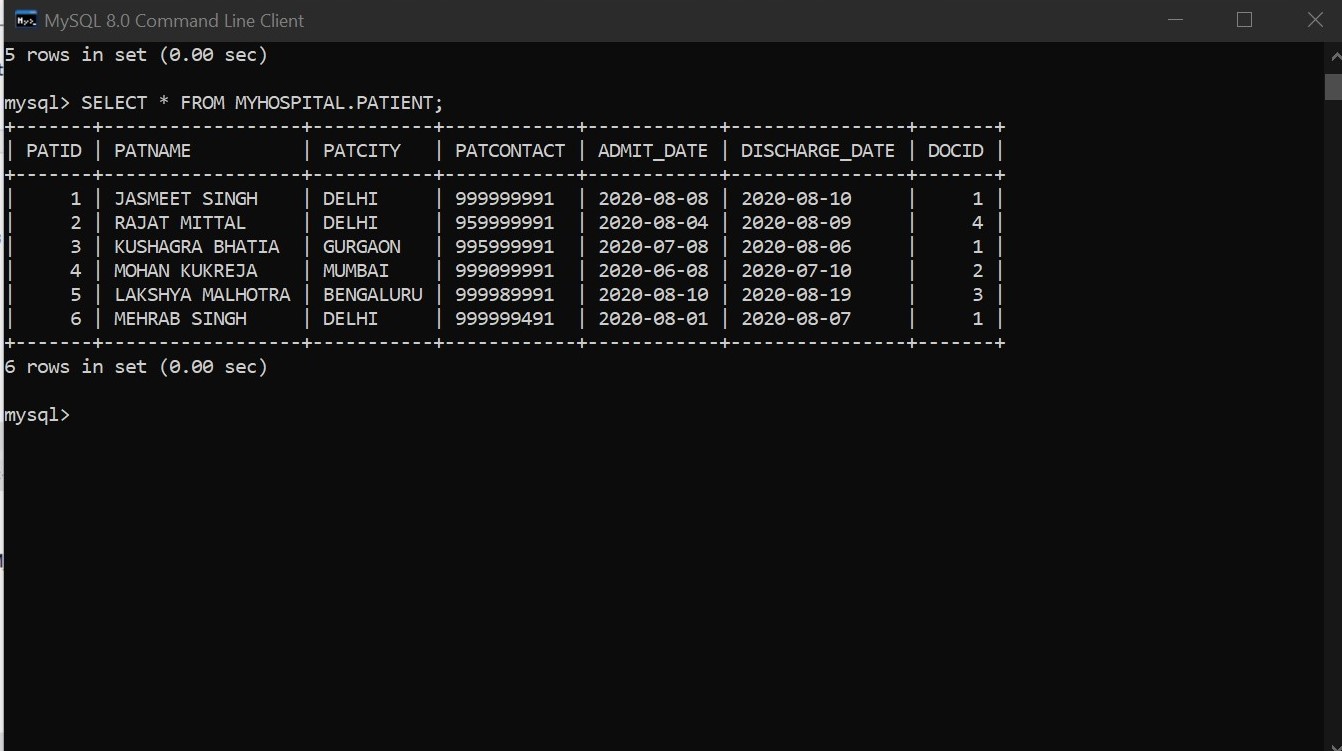 MySQL 8.0 Command Line Client
5 rows in set (0.00 sec)
mysql> SELECT * FROM MYHOSPITAL.PATIENT;
+-------+------------------+-----------+------------+------------+----------------+-------+
| PATID | PATNAME          | PATCITY   | PATCONTACT | ADMIT_DATE | DISCHARGE_DATE | DOCID |
+-------+------------------+-----------+------------+------------+----------------+-------+
|     1 | JASMEET SINGH    | DELHI     | 999999991  | 2020-08-08 | 2020-08-10     |     1 |
|     2 | RAJAT MITTAL     | DELHI     | 959999991  | 2020-08-04 | 2020-08-09     |     4 |
|     3 | KUSHAGRA BHATIA  | GURGAON   | 995999991  | 2020-07-08 | 2020-08-06     |     1 |
|     4 | MOHAN KUKREJA    | MUMBAI    | 999099991  | 2020-06-08 | 2020-07-10     |     2 |
|     5 | LAKSHYA MALHOTRA | BENGALURU | 999989991  | 2020-08-10 | 2020-08-19     |     3 |
|     6 | MEHRAB SINGH     | DELHI     | 999999491  | 2020-08-01 | 2020-08-07     |     1 |
+-------+------------------+-----------+------------+------------+----------------+-------+
6 rows in set (0.00 sec)
mysql>